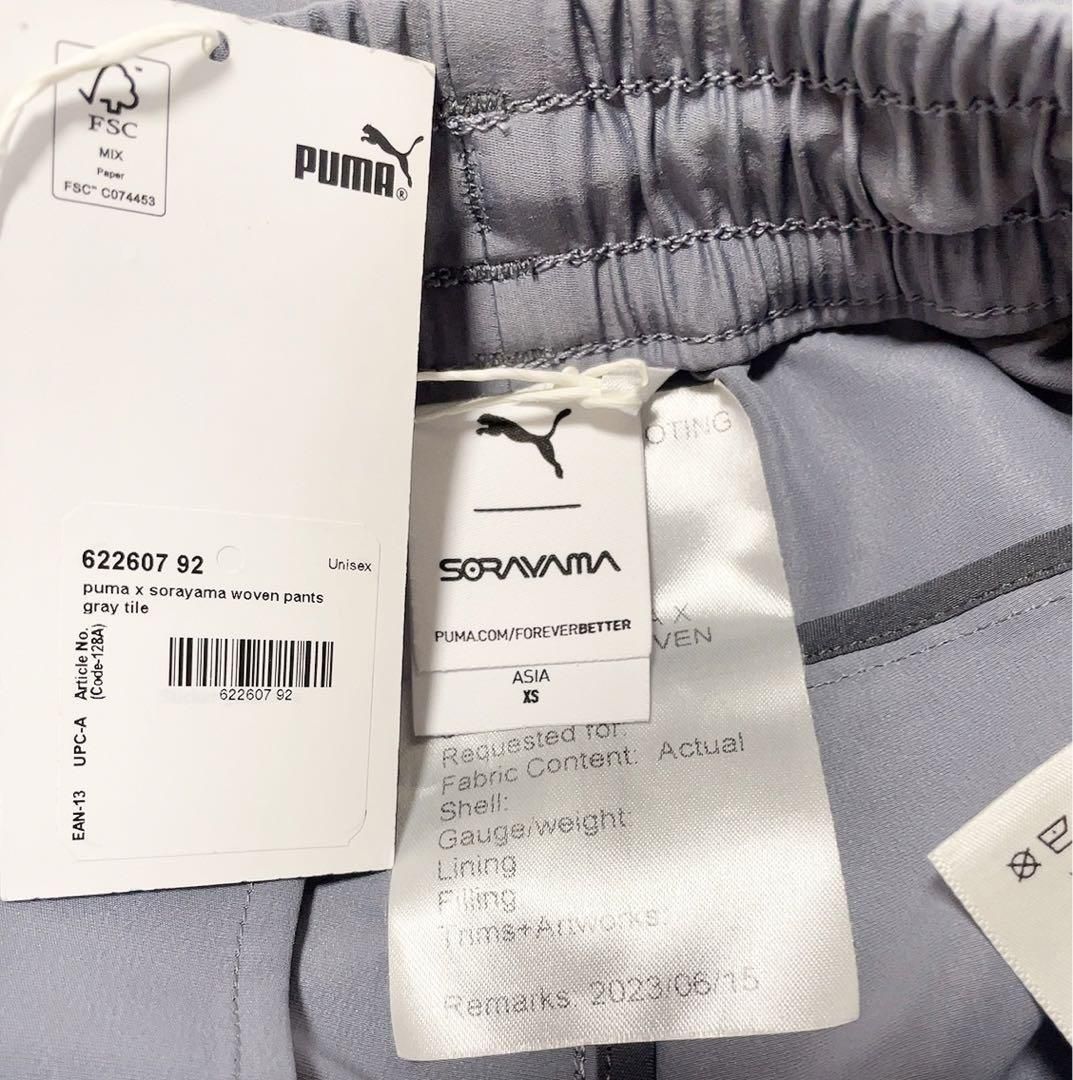 FSC
MIX
Paper
FSC™ C074453
PUMA®
622607 92
Unisex
puma x sorayama woven pants
gray tile
EAN-13 UPC-A Article No.
(Code-128A)
622607 92
SORAYAMA
PUMA.COM/FOREVERBETTER
ASIA
XS
OTING
A X
VEN
Requested for:
Fabric Content: Actual
Shell:
Gauge/weight:
Lining
Filling
Trims+Artworks:
Remarks: 2023/06/15